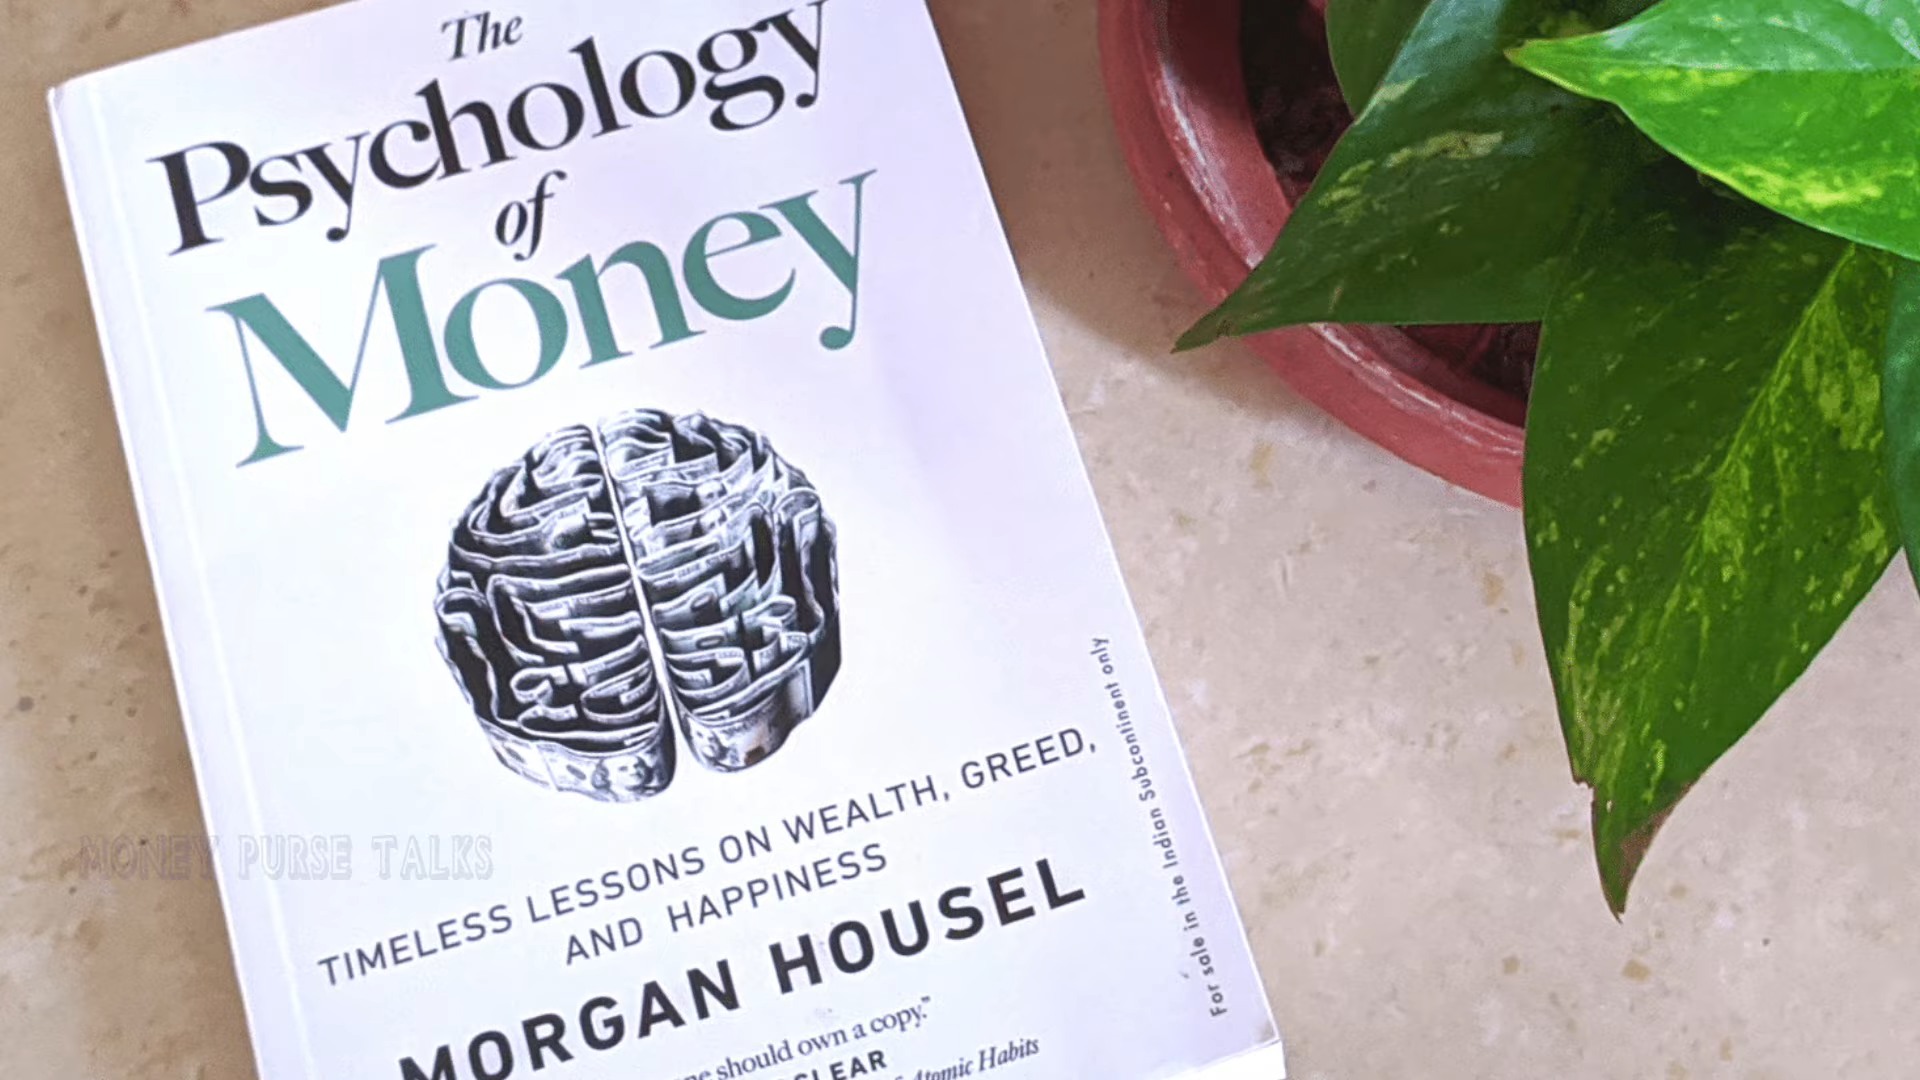 The
Psychology
of
Money
TIMELESS LESSONS ON WEALTH, GREED,
AND HAPPINESS
MORGAN HOUSEL
should own a copy."
CLEAR
Atomic Habits
For sale in the Indian Subcontinent only
MONEY PURSE TALKS